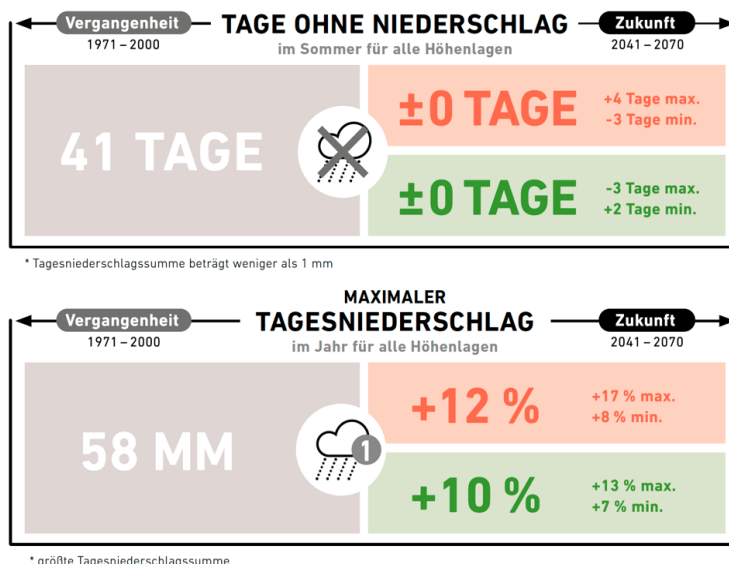 Vergangenheit
1971 – 2000
TAGE OHNE NIEDERSCHLAG
im Sommer für alle Höhenlagen
Zukunft
2041 – 2070
41 TAGE
±0 TAGE
+4 Tage max.
-3 Tage min.
±0 TAGE
-3 Tage max.
+2 Tage min.
* Tagesniederschlagssumme beträgt weniger als 1 mm
Vergangenheit
1971 – 2000
MAXIMALER
TAGESNIEDERSCHLAG
im Jahr für alle Höhenlagen
Zukunft
2041 – 2070
58 MM
1
+12 %
+17 % max.
+8 % min.
+10 %
+13 % max.
+7 % min.
* größte Tagesniederschlagssumme